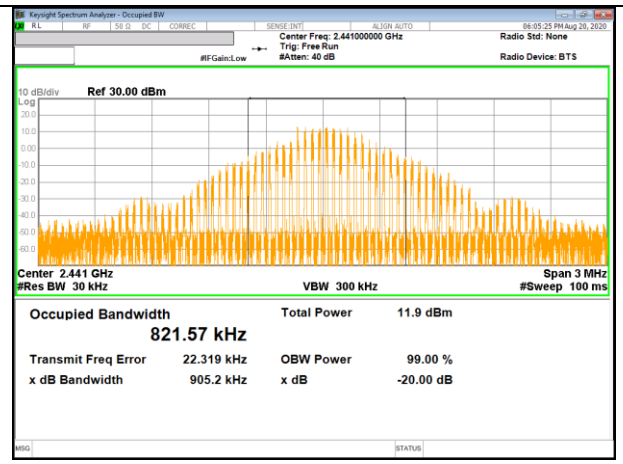 Keysight Spectrum Analyzer - Occupied BW
RL RF 50 Ω DC CORREC SENSE:INT ALIGN AUTO 06:05:25 PM Aug 20, 2020
Center Freq: 2.441000000 GHz Radio Std: None
Trig: Free Run
#IFGain:Low #Atten: 40 dB Radio Device: BTS
10 dB/div Ref 30.00 dBm
Log
20.0
10.0
0.00
-10.0
-20.0
-30.0
-40.0
-50.0
-60.0
Center 2.441 GHz Span 3 MHz
#Res BW 30 kHz VBW 300 kHz #Sweep 100 ms
Occupied Bandwidth Total Power 11.9 dBm
821.57 kHz
Transmit Freq Error 22.319 kHz OBW Power 99.00 %
x dB Bandwidth 905.2 kHz x dB -20.00 dB
MSG STATUS